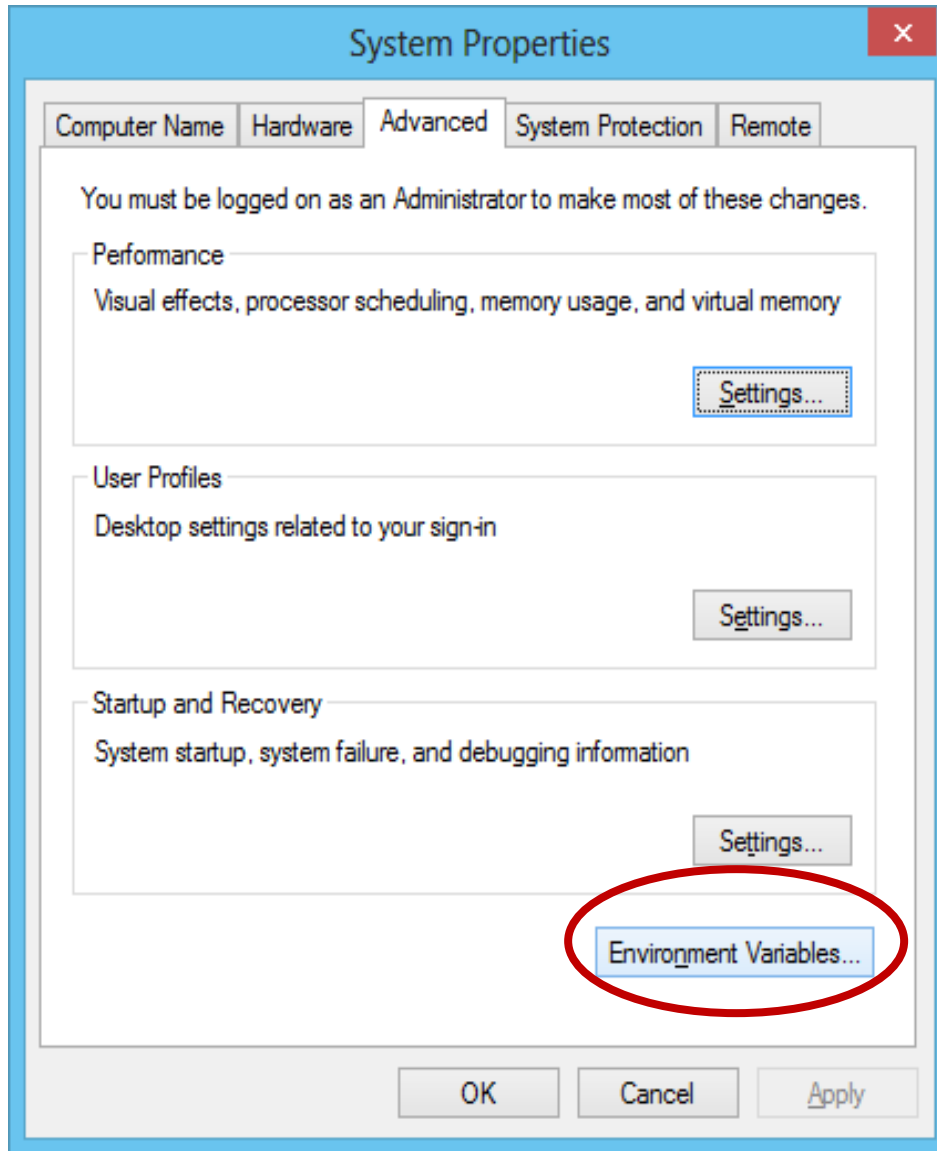 System Properties
Computer Name Hardware Advanced System Protection Remote
You must be logged on as an Administrator to make most of these changes.
Performance
Visual effects, processor scheduling, memory usage, and virtual memory
Settings...
User Profiles
Desktop settings related to your sign-in
Settings...
Startup and Recovery
System startup, system failure, and debugging information
Settings...
Environment Variables...
OK Cancel Apply